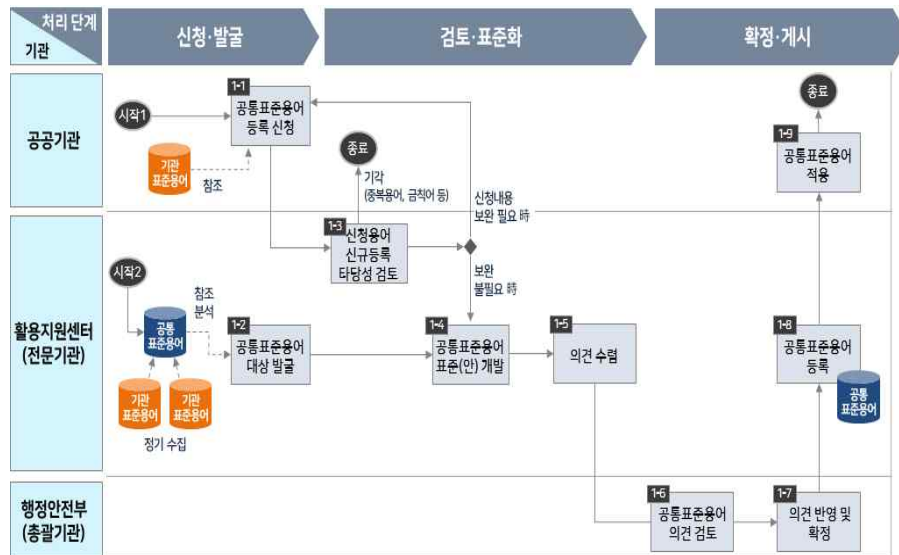 처리 단계
기관
신청·발굴
검토·표준화
확정·게시
공공기관
시작1
1-1
공통표준용어
등록 신청
기관
표준용어
참조
종료
기각
(중복용어, 금칙어 등)
신청내용
보완 필요 時
종료
1-9
공통표준용어
적용
활용지원센터
(전문기관)
1-3
신청용어
신규등록
타당성 검토
보완
불필요 時
시작2
공통
표준용어
참조
분석
1-2
공통표준용어
대상 발굴
1-4
공통표준용어
표준(안) 개발
1-5
의견 수렴
1-8
공통표준용어
등록
공통
표준용어
기관
표준용어
기관
표준용어
정기 수집
행정안전부
(총괄기관)
1-6
공통표준용어
의견 검토
1-7
의견 반영 및
확정